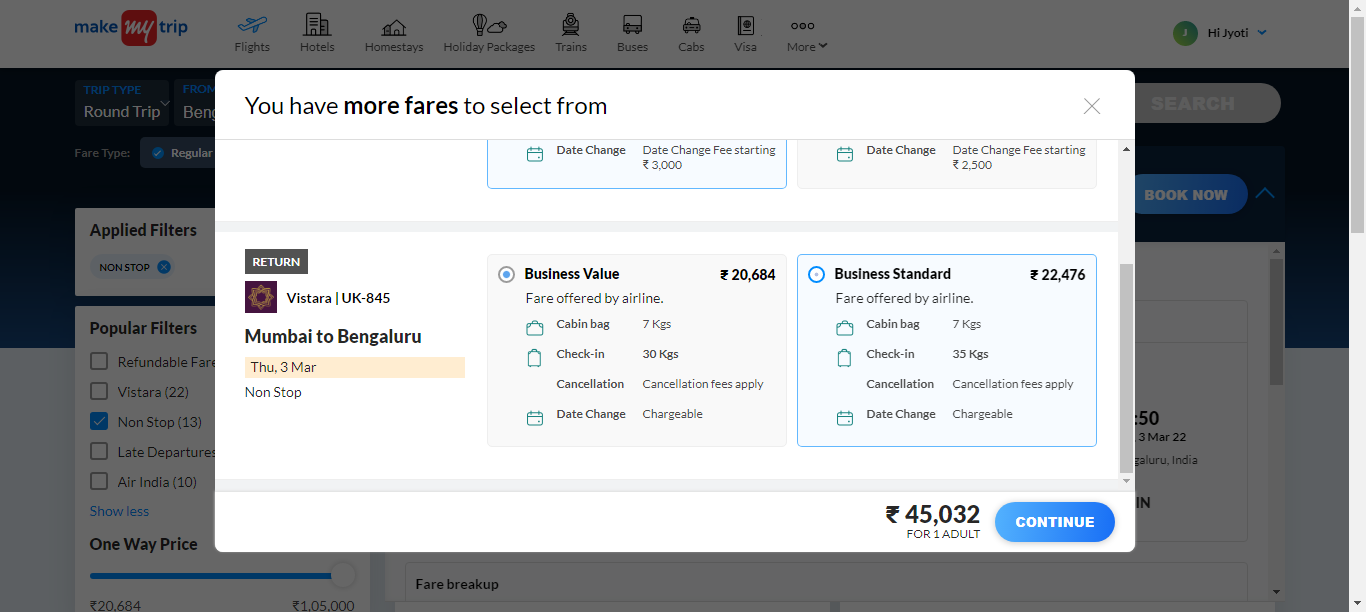 make my trip
Flights
Hotels
Homestays
Holiday Packages
Trains
Buses
Cabs
Visa
More
J
Hi Jyoti
TRIP TYPE
Round Trip
FROM
Fare Type:
Regular
SEARCH
BOOK NOW
You have more fares to select from
Date Change
Date Change Fee starting
₹ 3,000
Date Change
Date Change Fee starting
₹ 2,500
RETURN
Vistara | UK-845
Mumbai to Bengaluru
Thu, 3 Mar
Non Stop
Business Value
₹ 20,684
Fare offered by airline.
Cabin bag
7 Kgs
Check-in
30 Kgs
Cancellation
Cancellation fees apply
Date Change
Chargeable
Business Standard
₹ 22,476
Fare offered by airline.
Cabin bag
7 Kgs
Check-in
35 Kgs
Cancellation
Cancellation fees apply
Date Change
Chargeable
₹ 45,032
FOR 1 ADULT
CONTINUE
Applied Filters
NON STOP
Popular Filters
Refundable Fare
Vistara (22)
Non Stop (13)
Late Departures
Air India (10)
Show less
One Way Price
₹20,684
₹1,05,000
:50
3 Mar 22
galuru, India
IN
Fare breakup